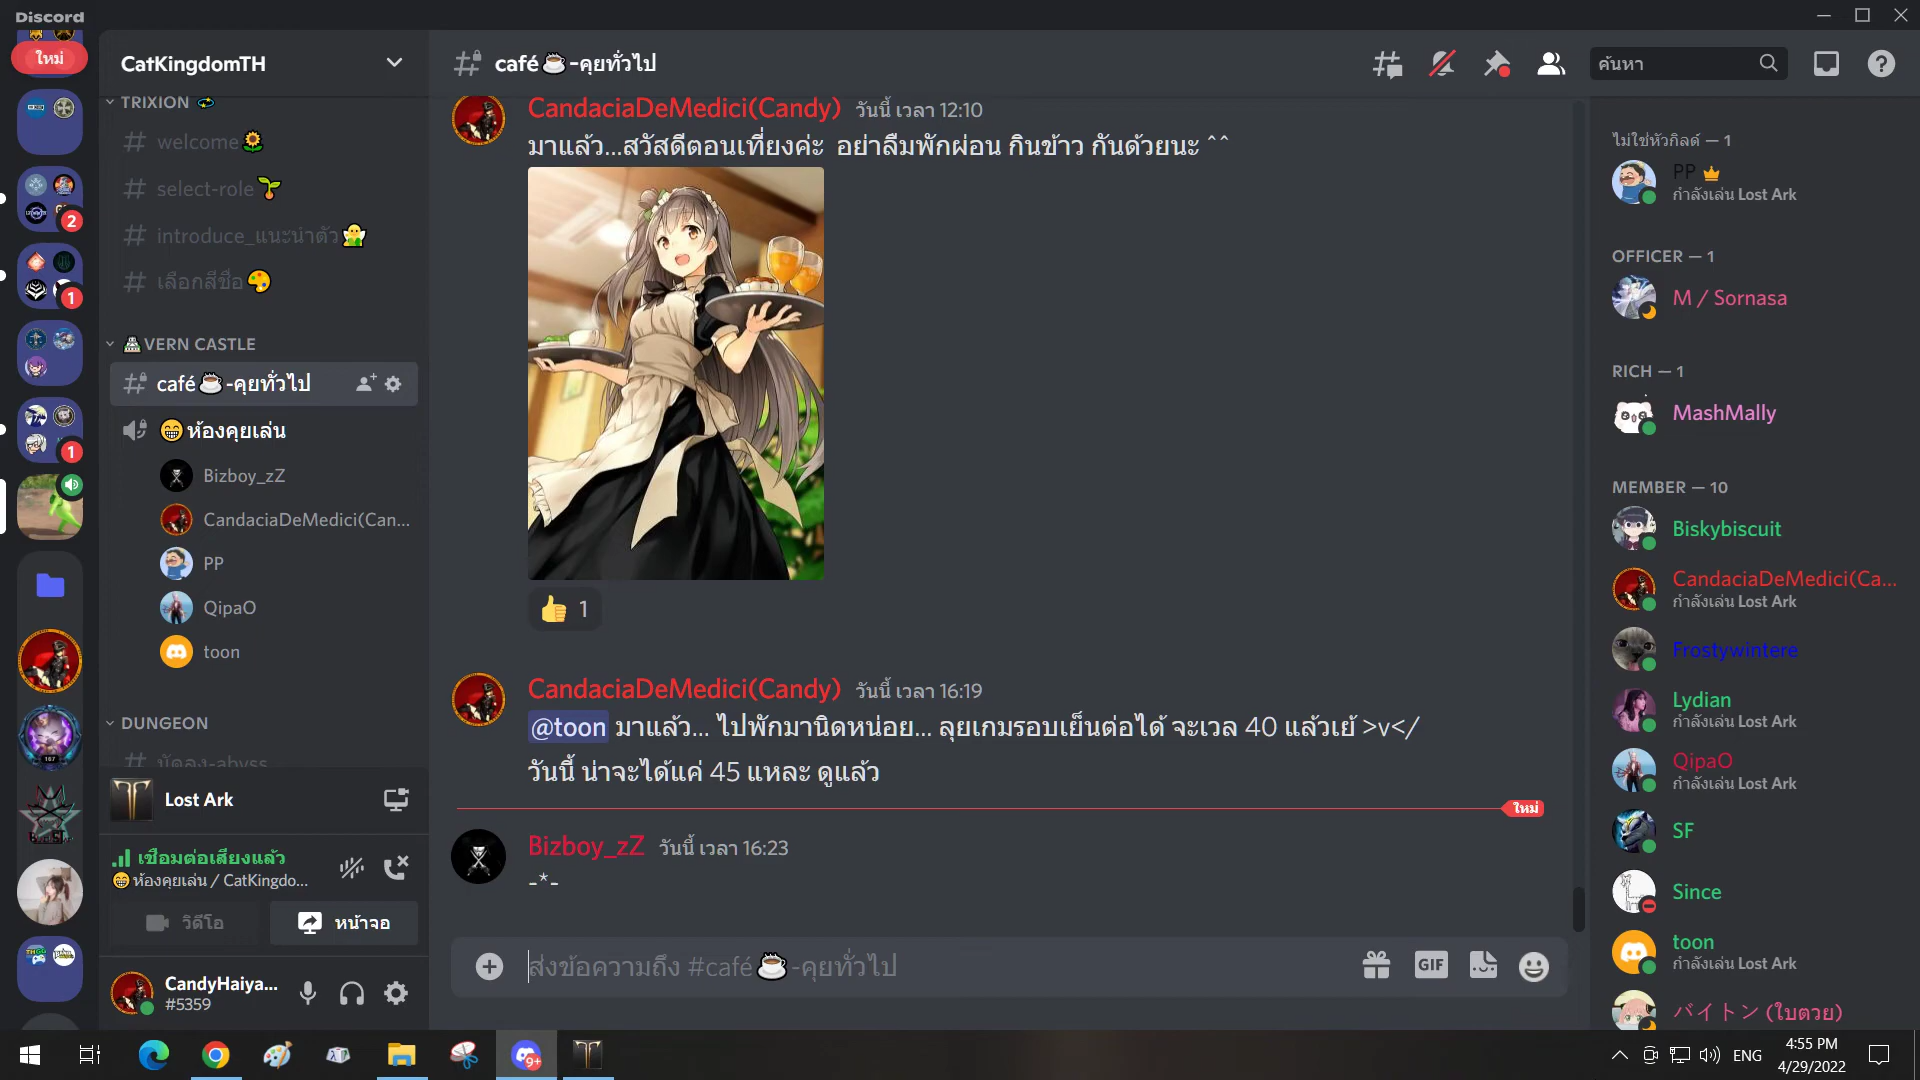 Discord
ใหม่
2
1
1
167
CatKingdomTH
TRIXION
welcome
select-role
introduce_แนะนำตัว
เลือกสีชื่อ
VERN CASTLE
café -คุยทั่วไป
ห้องคุยเล่น
Bizboy_zZ
CandaciaDeMedici(Can...
PP
QipaO
toon
DUNGEON
Lost Ark
เชื่อมต่อเสียงแล้ว
ห้องคุยเล่น / CatKingdo...
วิดีโอ
หน้าจอ
CandyHaiya...
#5359
café -คุยทั่วไป
ค้นหา
CandaciaDeMedici(Candy) วันนี้ เวลา 12:10
มาแล้ว...สวัสดีตอนเที่ยงค่ะ อย่าลืมพักผ่อน กินข้าว กันด้วยนะ ^^
1
CandaciaDeMedici(Candy) วันนี้ เวลา 16:19
@toon มาแล้ว... ไปพักมานิดหน่อย... ลุยเกมรอบเย็นต่อได้ จะเวล 40 แล้วเย้ >v</
วันนี้ น่าจะได้แค่ 45 แหละ ดูแล้ว
ใหม่
Bizboy_zZ วันนี้ เวลา 16:23
-*-
ส่งข้อความถึง #café -คุยทั่วไป
GIF
ไม่ใช่หัวกิลด์ — 1
PP
กำลังเล่น Lost Ark
OFFICER — 1
M / Sornasa
RICH — 1
MashMally
MEMBER — 10
Biskybiscuit
CandaciaDeMedici(Ca...
กำลังเล่น Lost Ark
Frostywintere
Lydian
กำลังเล่น Lost Ark
QipaO
กำลังเล่น Lost Ark
SF
Since
toon
กำลังเล่น Lost Ark
バイトン (ใบตวย)
9+
ENG
4:55 PM
4/29/2022